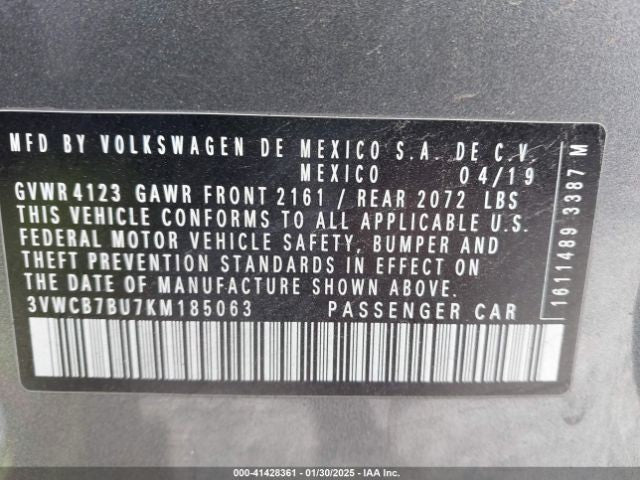 MFD BY VOLKSWAGEN DE MEXICO S.A. DE C.V.
MEXICO 04/19
GVWR 4123 GAWR FRONT 2161 / REAR 2072 LBS
THIS VEHICLE CONFORMS TO ALL APPLICABLE U.S.
FEDERAL MOTOR VEHICLE SAFETY, BUMPER AND
THEFT PREVENTION STANDARDS IN EFFECT ON
THE DATE OF MANUFACTURE SHOWN ABOVE.
3VWCB7BU7KM185063 PASSENGER CAR
1611489 3387 M
000-41428361 | 01/30/2025 | IAA Inc.